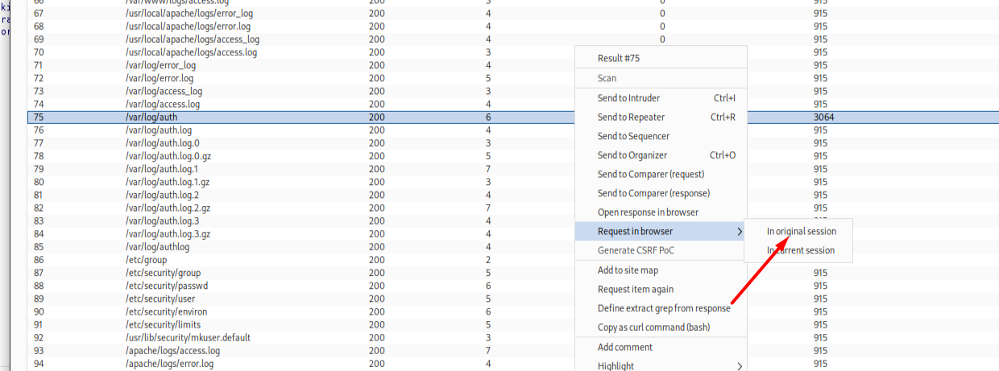 ki
66 /var/www/logs/access.log 200 3 0 915
67 /usr/local/apache/logs/error_log 200 4 0 915
ra
68 /usr/local/apache/logs/error.log 200 4 0 915
or
69 /usr/local/apache/logs/access_log 200 4 0 915
70 /usr/local/apache/logs/access.log 200 3 915
71 /var/log/error_log 200 4 915
72 /var/log/error.log 200 5 915
73 /var/log/access_log 200 3 915
74 /var/log/access.log 200 4 915
75 /var/log/auth 200 6 3064
76 /var/log/auth.log 200 4 915
77 /var/log/auth.log.0 200 3 915
78 /var/log/auth.log.0.gz 200 5 915
79 /var/log/auth.log.1 200 7 915
80 /var/log/auth.log.1.gz 200 3 915
81 /var/log/auth.log.2 200 4 915
82 /var/log/auth.log.2.gz 200 7 915
83 /var/log/auth.log.3 200 4
84 /var/log/auth.log.3.gz 200 4
85 /var/log/authlog 200 4
86 /etc/group 200 2
87 /etc/security/group 200 5 915
88 /etc/security/passwd 200 6 915
89 /etc/security/user 200 5 915
90 /etc/security/environ 200 6 915
91 /etc/security/limits 200 5 915
92 /usr/lib/security/mkuser.default 200 3 915
93 /apache/logs/access.log 200 7 915
94 /apache/logs/error.log 200 4 915
Result #75
Scan
Send to Intruder Ctrl+I
Send to Repeater Ctrl+R
Send to Sequencer
Send to Organizer Ctrl+O
Send to Comparer (request)
Send to Comparer (response)
Open response in browser
Request in browser
Generate CSRF PoC
Add to site map
Request item again
Define extract grep from response
Copy as curl command (bash)
Add comment
Highlight
In original session
In current session